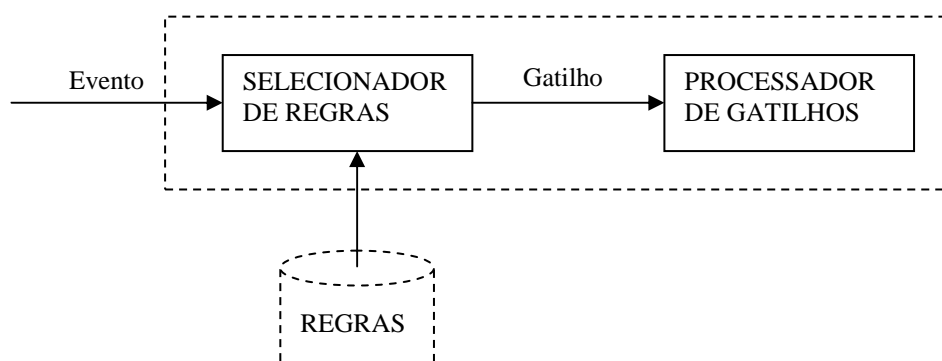 Evento
SELECIONADOR
DE REGRAS
Gatilho
PROCESSADOR
DE GATILHOS
REGRAS